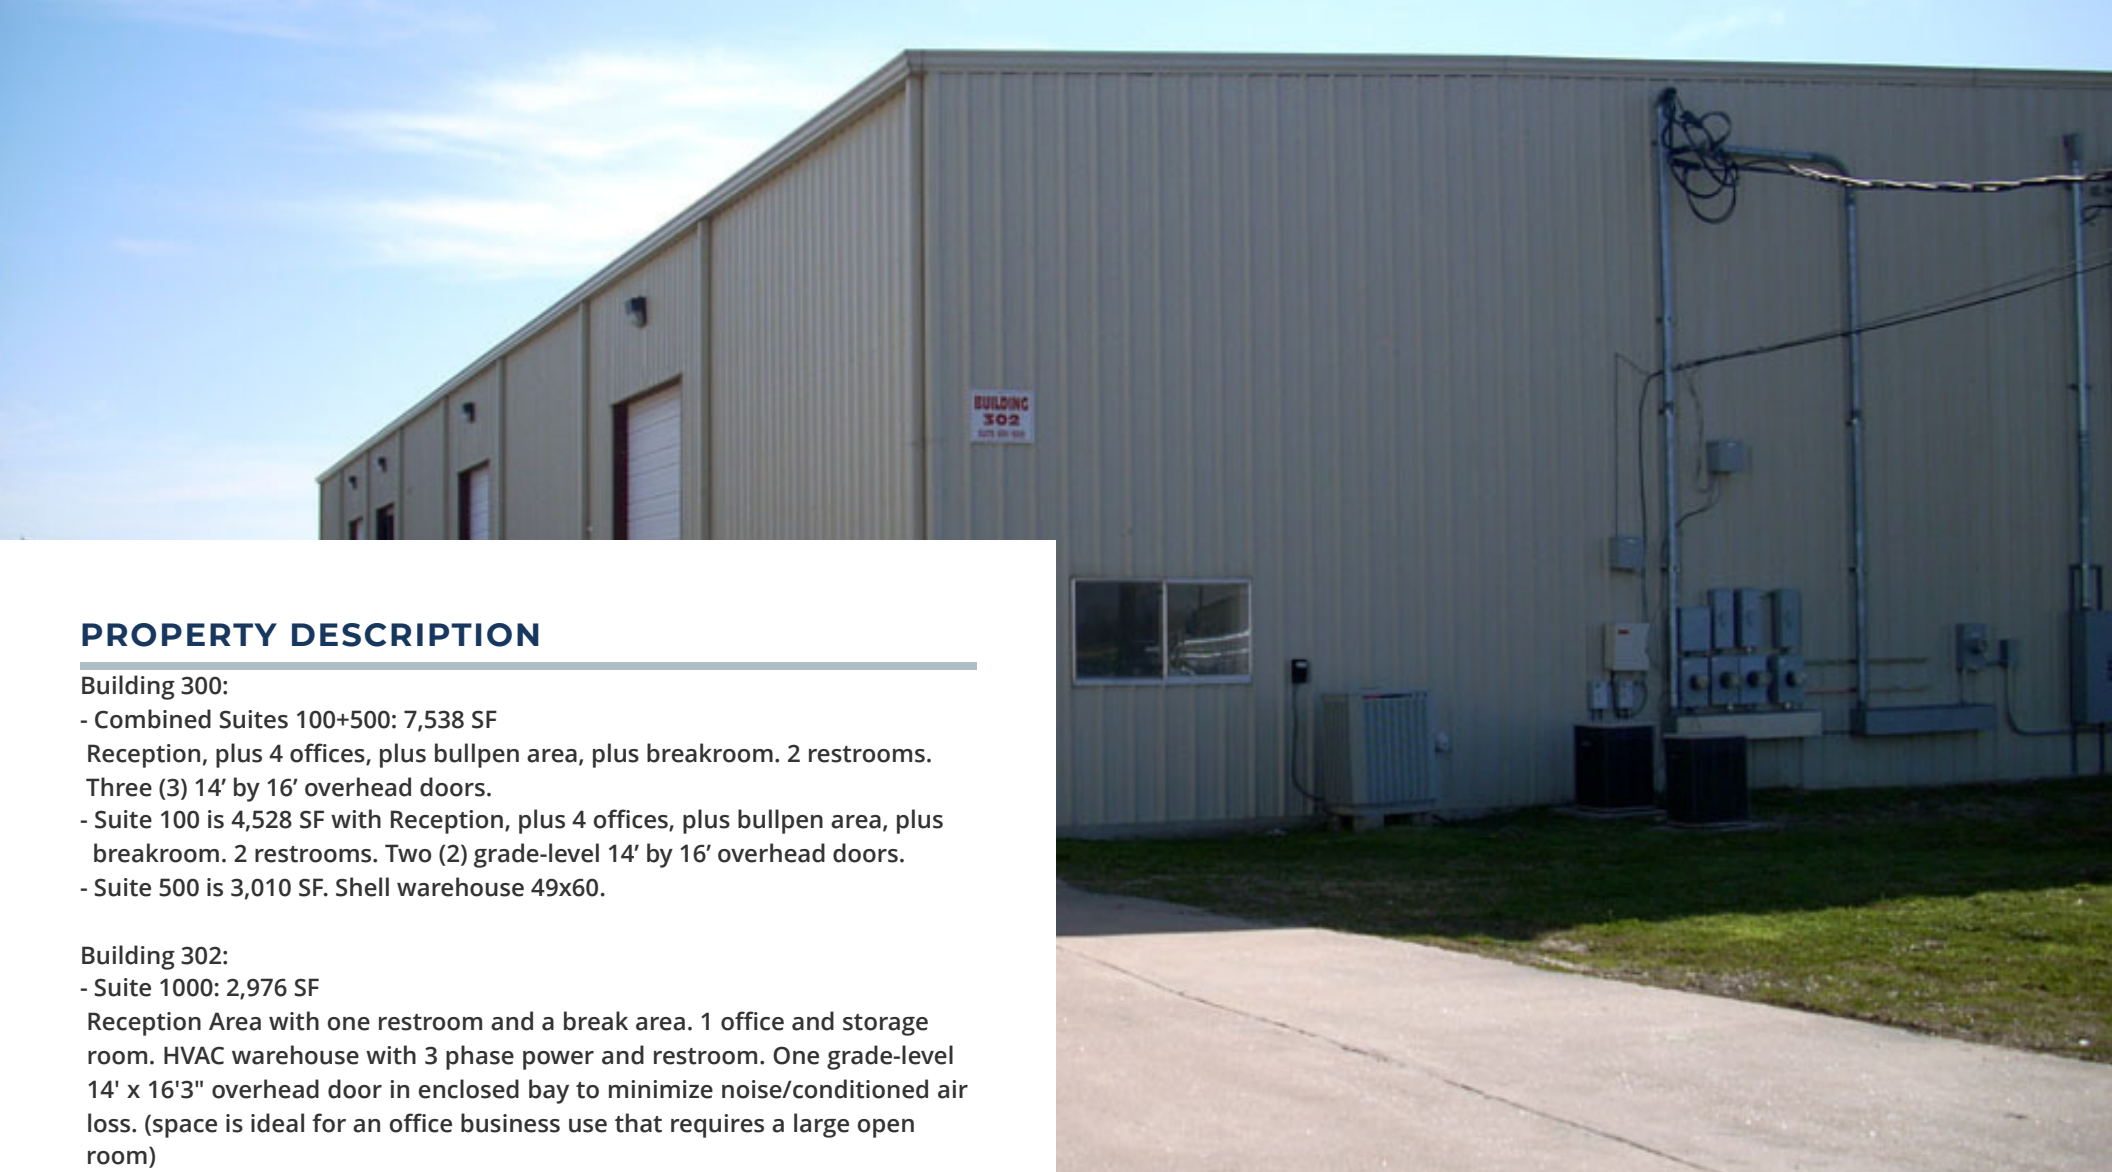 BUILDING
302
PROPERTY DESCRIPTION
Building 300:
- Combined Suites 100+500: 7,538 SF
Reception, plus 4 offices, plus bullpen area, plus breakroom. 2 restrooms.
Three (3) 14’ by 16’ overhead doors.
- Suite 100 is 4,528 SF with Reception, plus 4 offices, plus bullpen area, plus
breakroom. 2 restrooms. Two (2) grade-level 14’ by 16’ overhead doors.
- Suite 500 is 3,010 SF. Shell warehouse 49x60.
Building 302:
- Suite 1000: 2,976 SF
Reception Area with one restroom and a break area. 1 office and storage
room. HVAC warehouse with 3 phase power and restroom. One grade-level
14' x 16'3" overhead door in enclosed bay to minimize noise/conditioned air
loss. (space is ideal for an office business use that requires a large open
room)